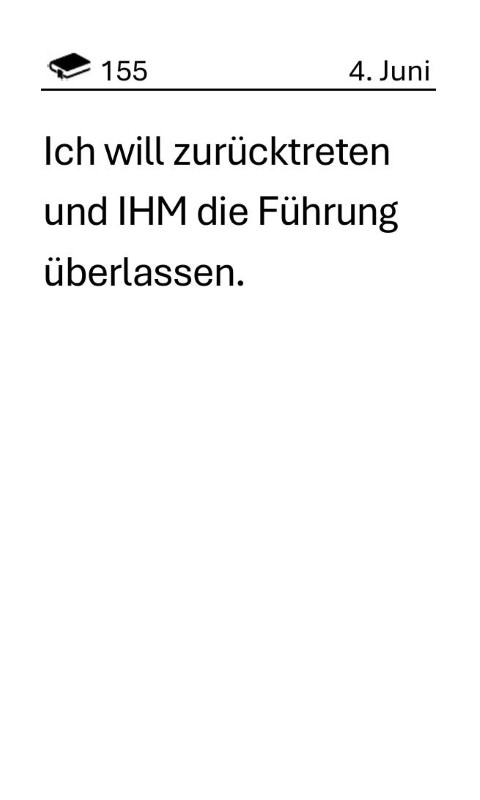 155 4. Juni
Ich will zurücktreten
und IHM die Führung
überlassen.